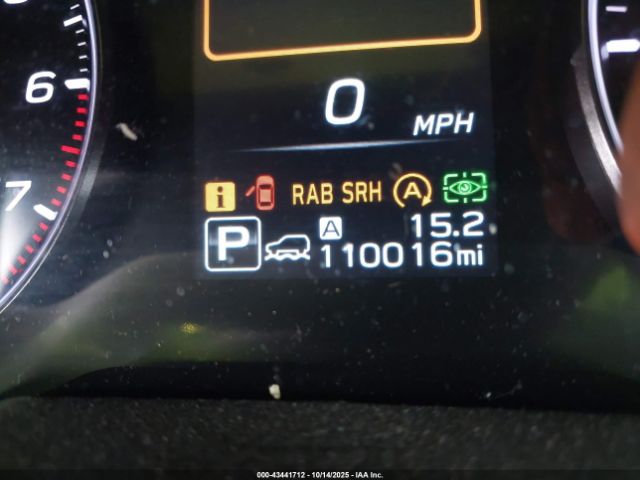 6
7
0
MPH
i RAB SRH A
P A 15.2
110016mi
000-43441712 - 10/14/2025 - IAA Inc.